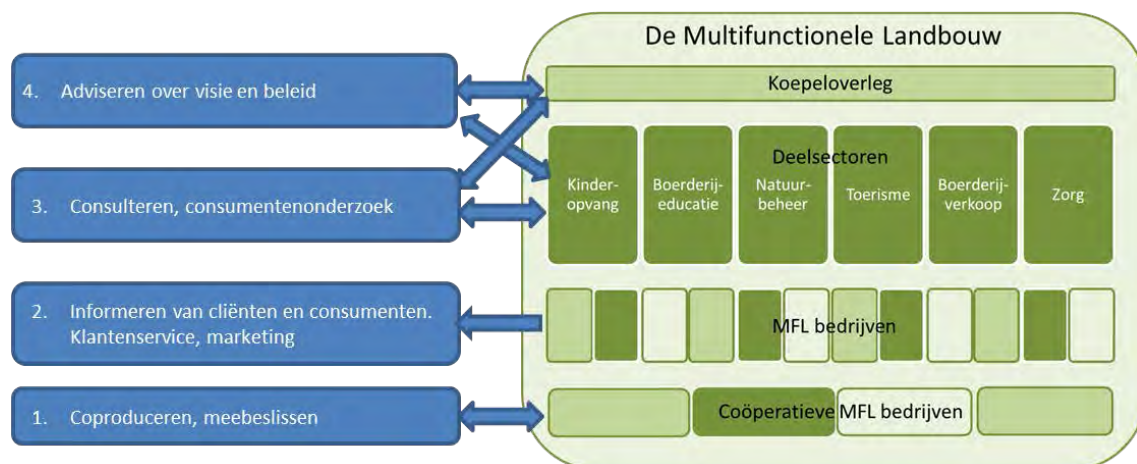 De Multifunctionele Landbouw
4. Adviseren over visie en beleid
Koepeloverleg
3. Consulteren, consumentenonderzoek
Deelsectoren
Kinder-
opvang
Boerderij-
educatie
Natuur-
beheer
Toerisme
Boerderij-
verkoop
Zorg
2. Informeren van cliënten en consumenten.
Klantenservice, marketing
MFL bedrijven
1. Coproduceren, meebeslissen
Coöperatieve MFL bedrijven